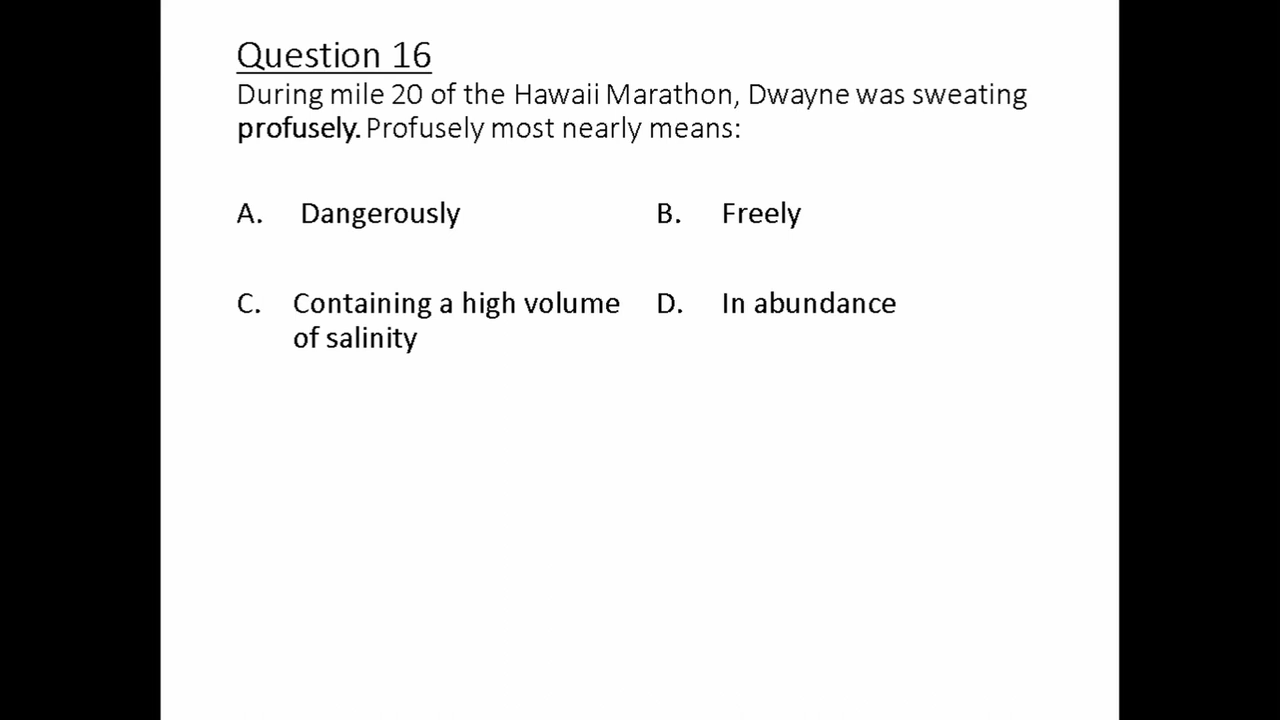 Question 16
During mile 20 of the Hawaii Marathon, Dwayne was sweating
profusely. Profusely most nearly means:
A. Dangerously B. Freely
C. Containing a high volume D. In abundance
of salinity